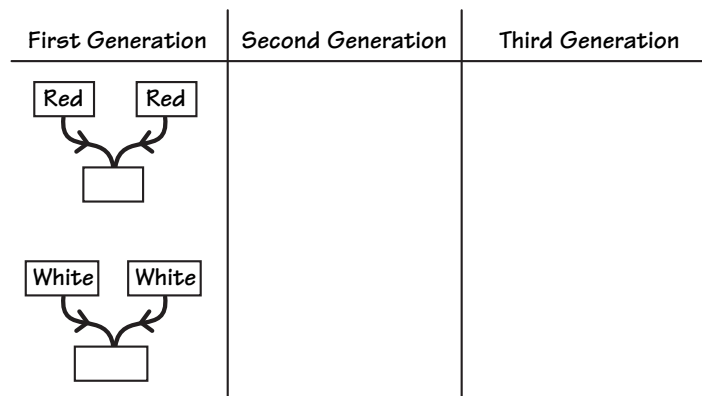 First Generation Second Generation Third Generation
Red Red
White White